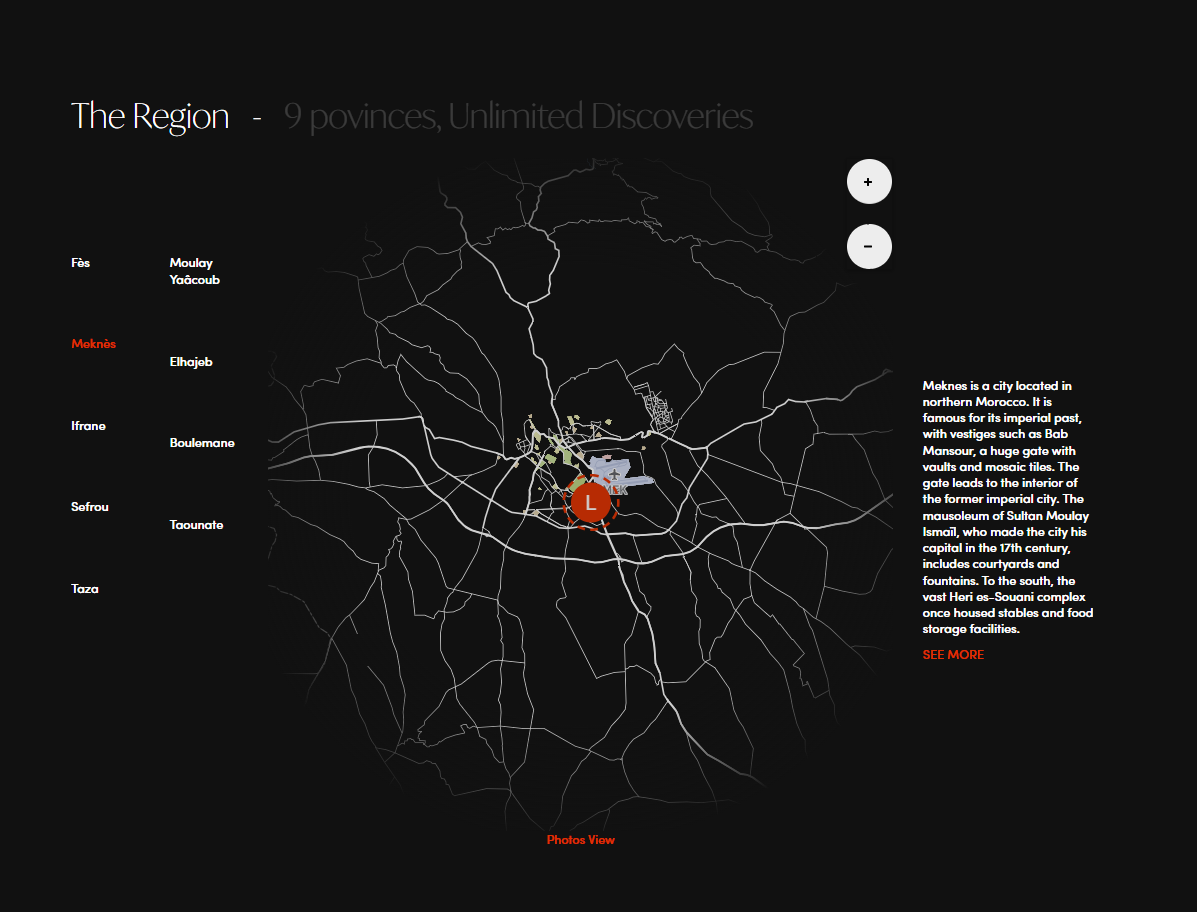 The Region - 9 povinces, Unlimited Discoveries
+
−
Fès
Moulay
Yaâcoub
Meknès
Elhajeb
Ifrane
Boulemane
Sefrou
Taounate
Taza
L
Meknes is a city located in
northern Morocco. It is
famous for its imperial past,
with vestiges such as Bab
Mansour, a huge gate with
vaults and mosaic tiles. The
gate leads to the interior of
the former imperial city. The
mausoleum of Sultan Moulay
Ismaïl, who made the city his
capital in the 17th century,
includes courtyards and
fountains. To the south, the
vast Heri es-Souani complex
once housed stables and food
storage facilities.
SEE MORE
Photos View